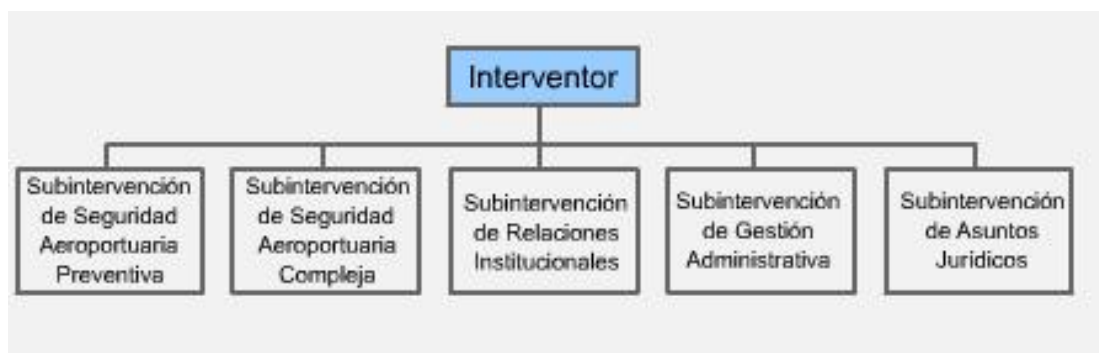 Interventor
Subintervención
de Seguridad
Aeroportuaria
Preventiva
Subintervención
de Seguridad
Aeroportuaria
Compleja
Subintervención
de Relaciones
Institucionales
Subintervención
de Gestión
Administrativa
Subintervención
de Asuntos
Jurídicos